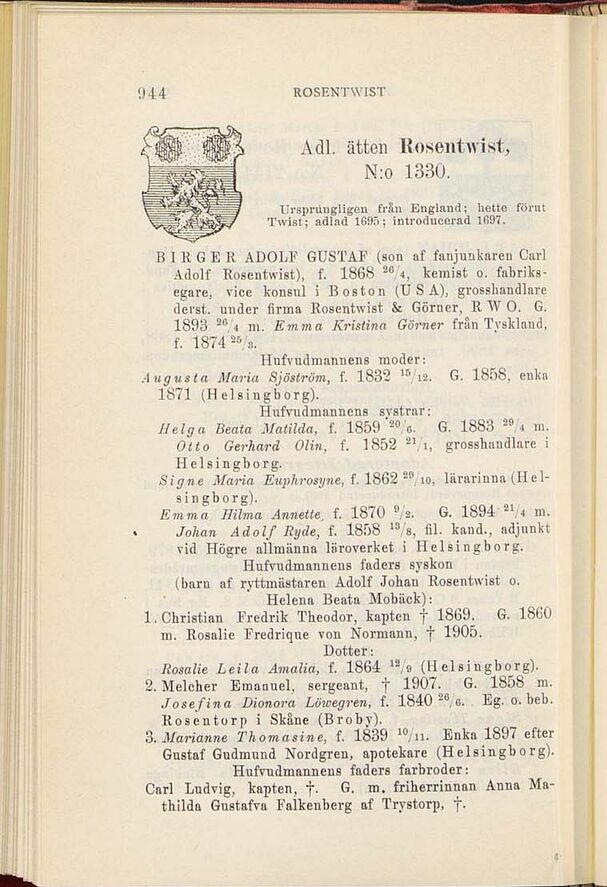 944
ROSENTWIST
Adl. ätten Rosentwist,
N:o 1330.
Ursprungligen från England; hette förut
Twist; adlad 1695; introducerad 1697.
BIRGER ADOLF GUSTAF (son af fanjunkaren Carl
Adolf Rosentwist), f. 1868 26/4, kemist o. fabriks-
egare, vice konsul i Boston (U S A), grosshandlare
derst. under firma Rosentwist & Görner, R W O. G.
1893 26/4 m. Emma Kristina Görner från Tyskland,
f. 1874 25/3.
Hufvudmannens moder:
Augusta Maria Sjöström, f. 1832 15/12. G. 1858, enka
1871 (Helsingborg).
Hufvudmannens systrar:
Helga Beata Matilda, f. 1859 20/6. G. 1883 29/4 m.
Otto Gerhard Olin, f. 1852 21/1, grosshandlare i
Helsingborg.
Signe Maria Euphrosyne, f. 1862 29/10, lärarinna (Hel-
singborg).
Emma Hilma Annette, f. 1870 9/2. G. 1894 21/4 m.
Johan Adolf Ryde, f. 1858 13/8, fil. kand., adjunkt
vid Högre allmänna läroverket i Helsingborg.
Hufvudmannens faders syskon
(barn af ryttmästaren Adolf Johan Rosentwist o.
Helena Beata Mobäck):
1. Christian Fredrik Theodor, kapten † 1869. G. 1860
m. Rosalie Fredrique von Normann, † 1905.
Dotter:
Rosalie Leila Amalia, f. 1864 12/9 (Helsingborg).
2. Melcher Emanuel, sergeant, † 1907. G. 1858 m.
Josefina Dionora Löwegren, f. 1840 26/6. Eg. o. beb.
Rosentorp i Skåne (Broby).
3. Marianne Thomasine, f. 1839 10/11. Enka 1897 efter
Gustaf Gudmund Nordgren, apotekare (Helsingborg).
Hufvudmannens faders farbroder:
Carl Ludvig, kapten, †. G. m. friherrinnan Anna Ma-
thilda Gustafva Falkenberg af Trystorp, †.